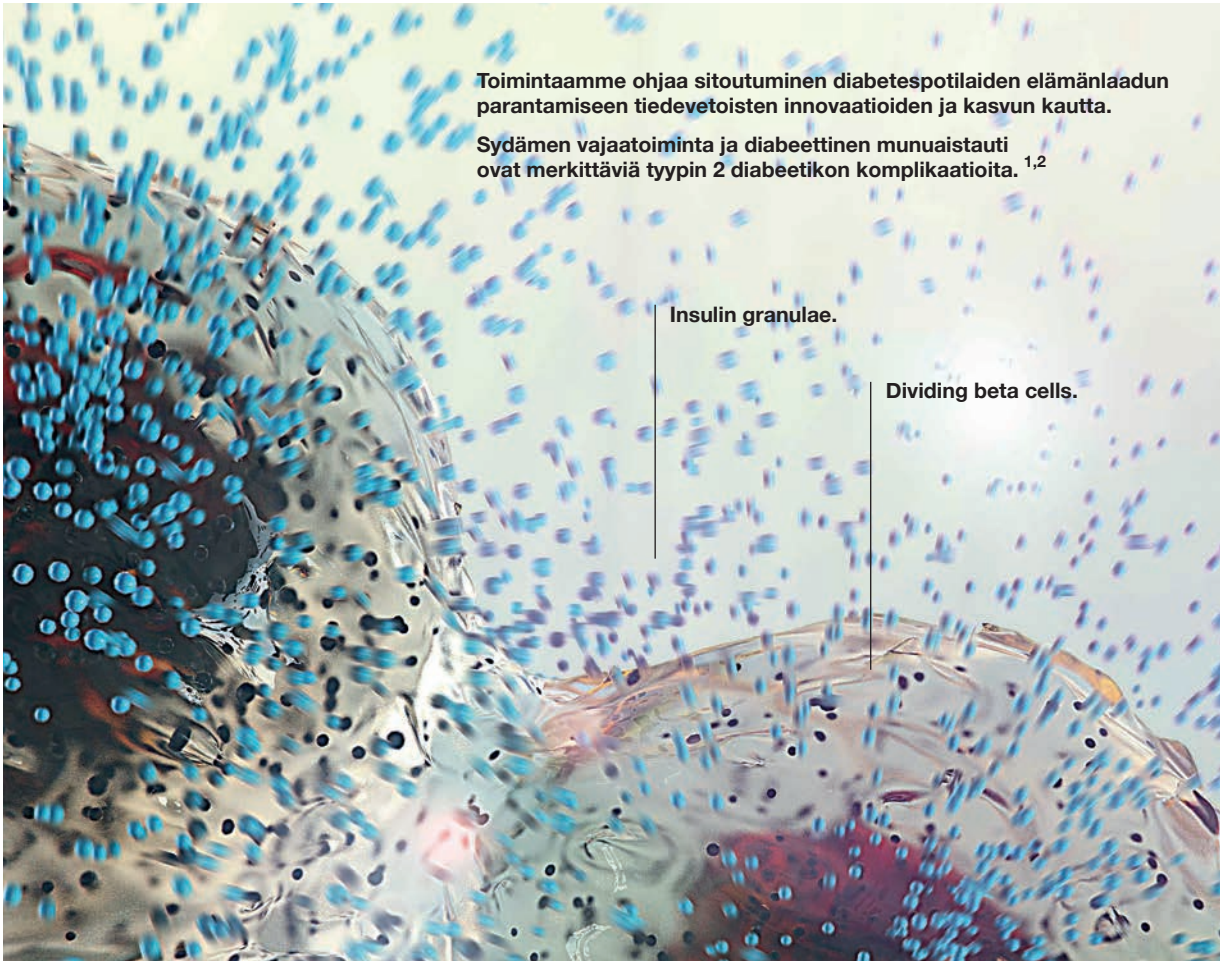 Toimintaamme ohjaa sitoutuminen diabetespotilaiden elämänlaadun
parantamiseen tiedevetoisten innovaatioiden ja kasvun kautta.
Sydämen vajaatoiminta ja diabeettinen munuaistauti
ovat merkittäviä tyypin 2 diabeetikon komplikaatioita. 1,2
Insulin granulae.
Dividing beta cells.